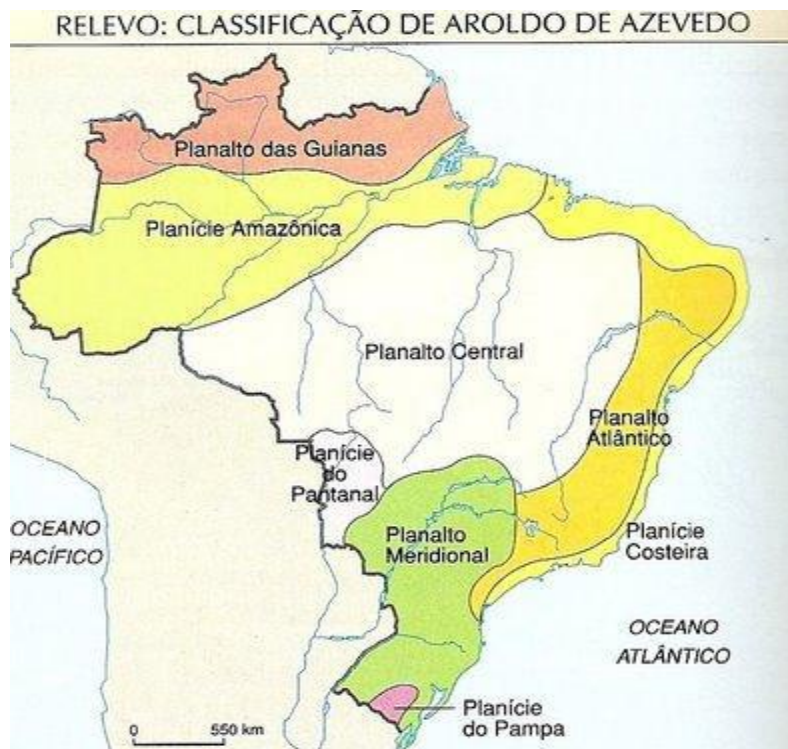 RELEVO: CLASSIFICAÇÃO DE AROLDO DE AZEVEDO
Planalto das Guianas
Planície Amazônica
Planalto Central
Planalto
Atlântico
Planície
do
Pantanal
Planalto
Meridional
Planície
Costeira
OCEANO
PACÍFICO
OCEANO
ATLÂNTICO
Planície
do Pampa
0 550 km